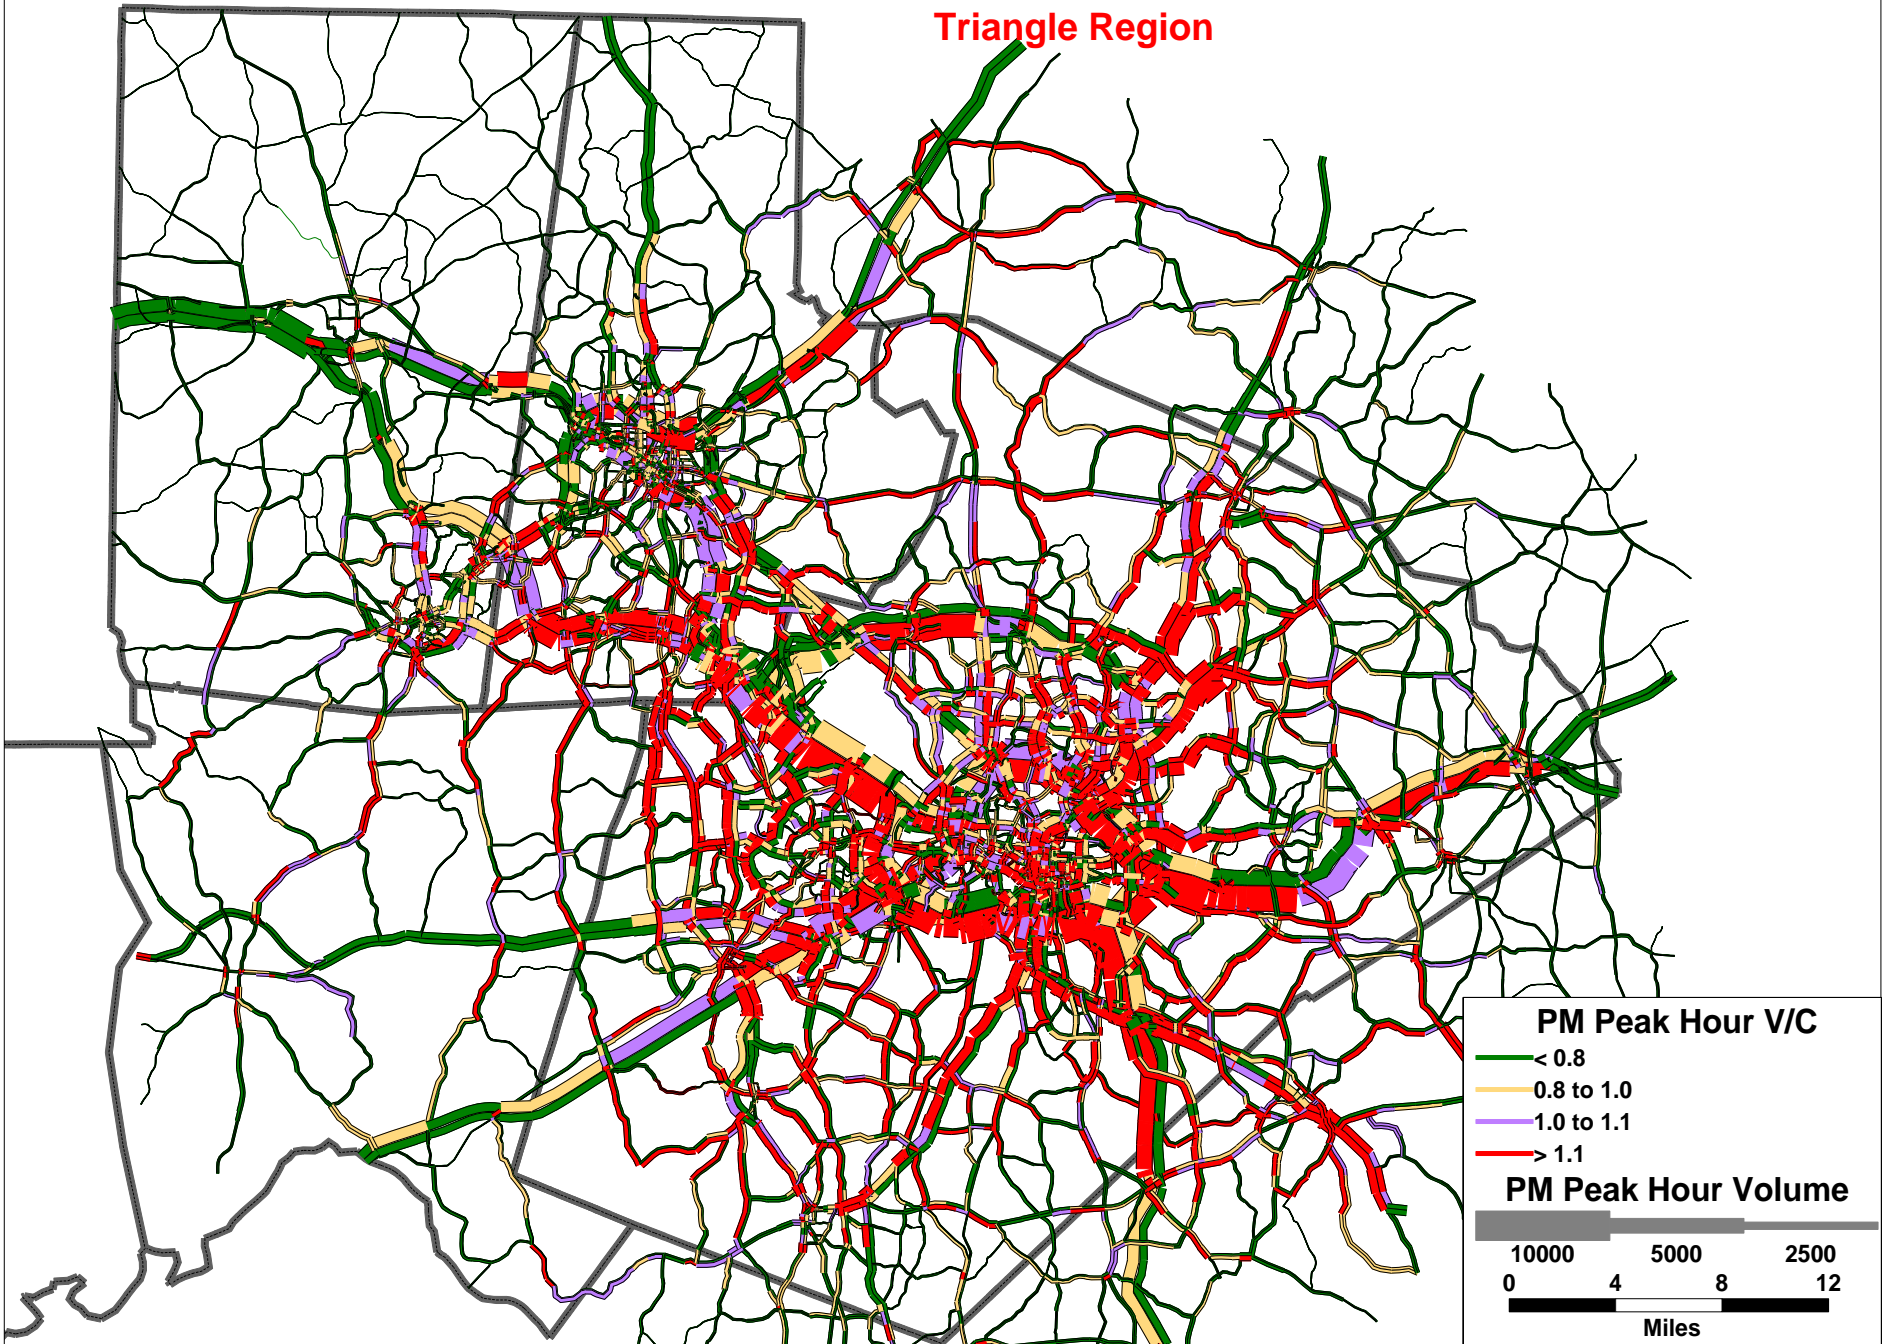 Triangle Region
PM Peak Hour V/C
< 0.8
0.8 to 1.0
1.0 to 1.1
> 1.1
PM Peak Hour Volume
10000 5000 2500
0 4 8 12
Miles